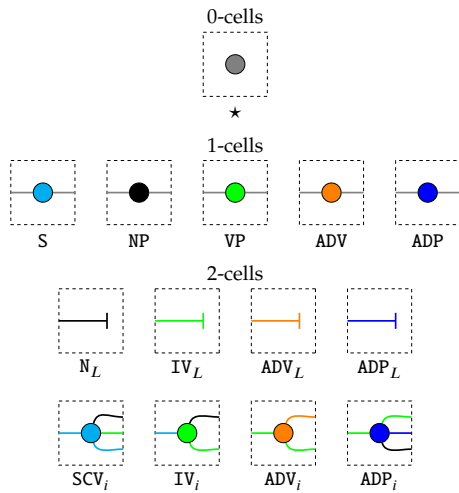 0-cells
⋆
1-cells
S NP VP ADV ADP
2-cells
N_L IV_L ADV_L ADP_L
SCV_i IV_i ADV_i ADP_i